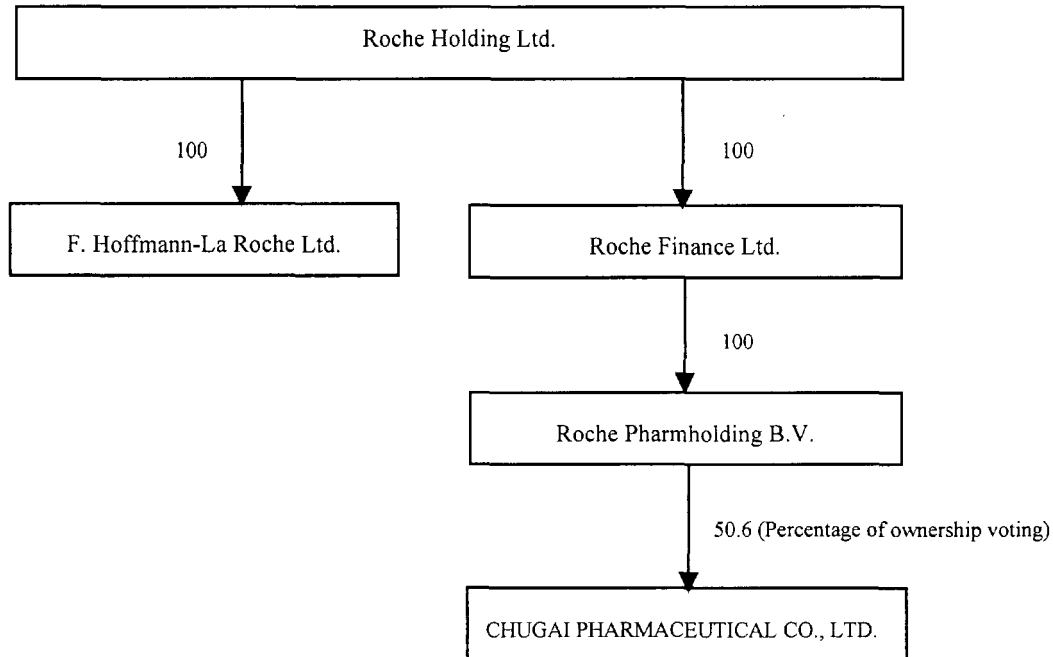 Roche Holding Ltd.
100
100
F. Hoffmann-La Roche Ltd.
Roche Finance Ltd.
100
Roche Pharmholding B.V.
50.6 (Percentage of ownership voting)
CHUGAI PHARMACEUTICAL CO., LTD.